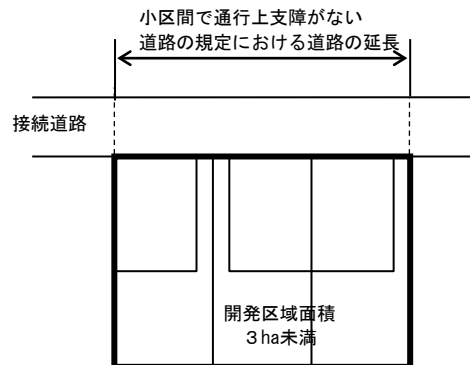 小区間で通行上支障がない
道路の規定における道路の延長
接続道路
開発区域面積
３ha未満